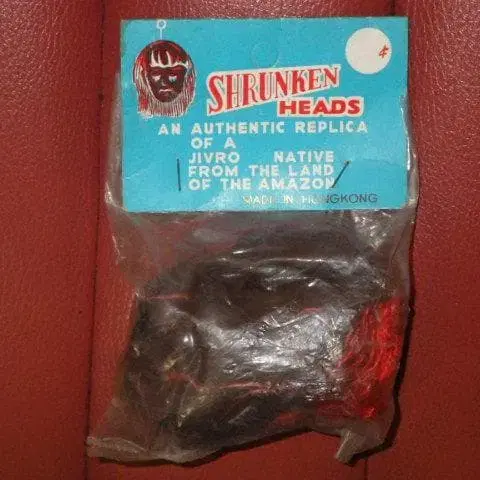 ¢
SHRUNKEN
HEADS
AN AUTHENTIC REPLICA
OF A
JIVRO NATIVE
FROM THE LAND
OF THE AMAZON
MADE IN HONGKONG